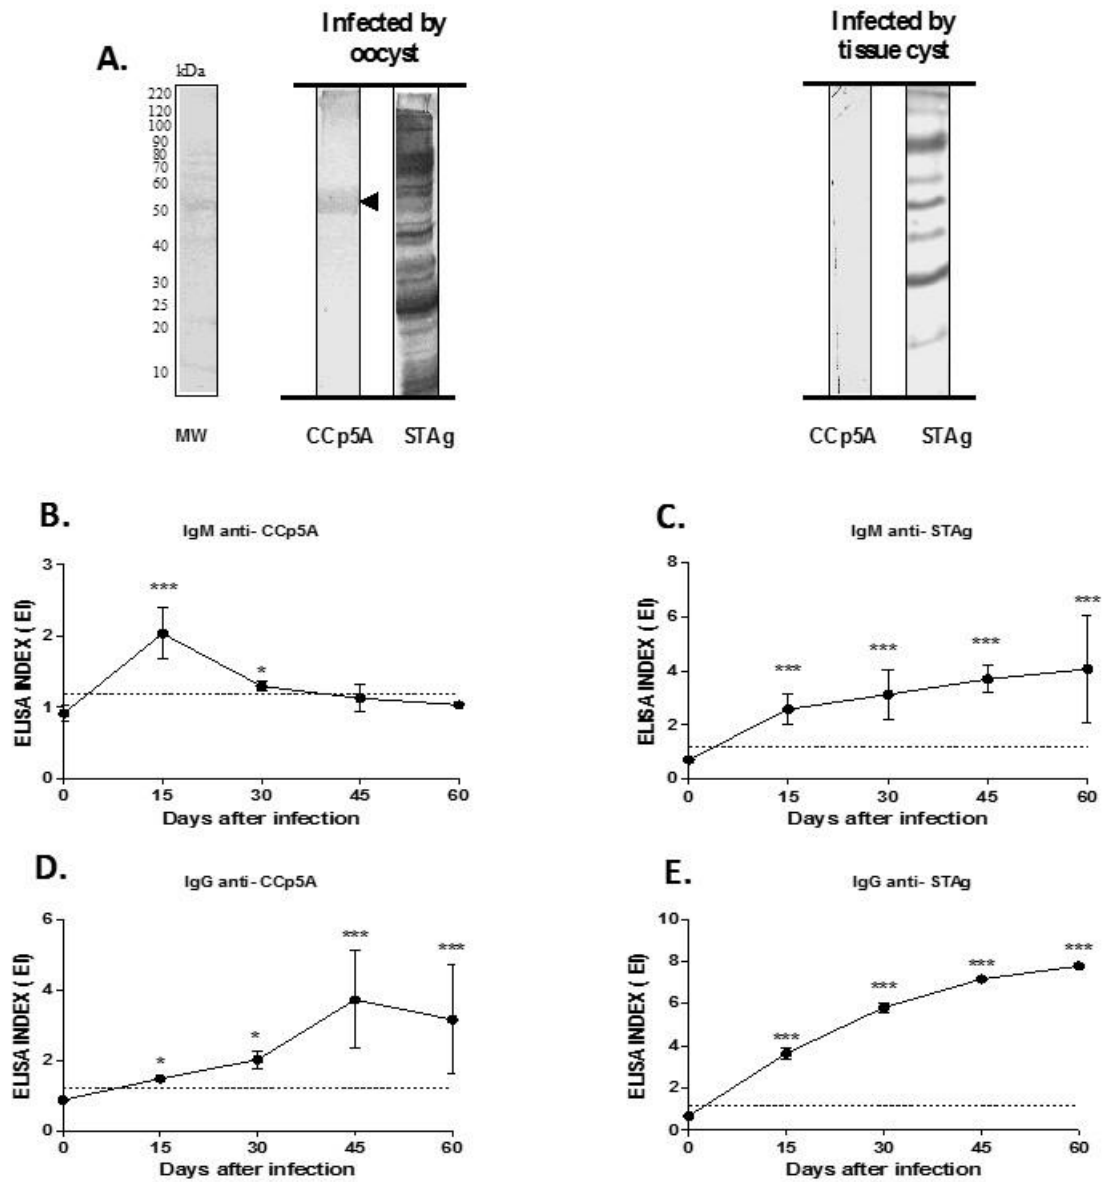 A.
Infected by
oocyst
Infected by
tissue cyst
kDa
220
120
100
90
80
70
60
50
40
30
25
20
10
MW
CCp5A
STAg
CCp5A
STAg
B.
IgM anti- CCp5A
ELISA INDEX ( EI)
3
***
2
*
1
0
0 15 30 45 60
Days after infection
C.
IgM anti- STAg
ELISA INDEX ( EI)
8
6
***
***
***
***
4
2
0
0 15 30 45 60
Days after infection
D.
IgG anti- CCp5A
ELISA INDEX ( EI)
6
***
***
4
*
*
2
0
0 15 30 45 60
Days after infection
E.
IgG anti- STAg
ELISA INDEX ( EI)
10
***
***
8
***
6
***
4
2
0
0 15 30 45 60
Days after infection